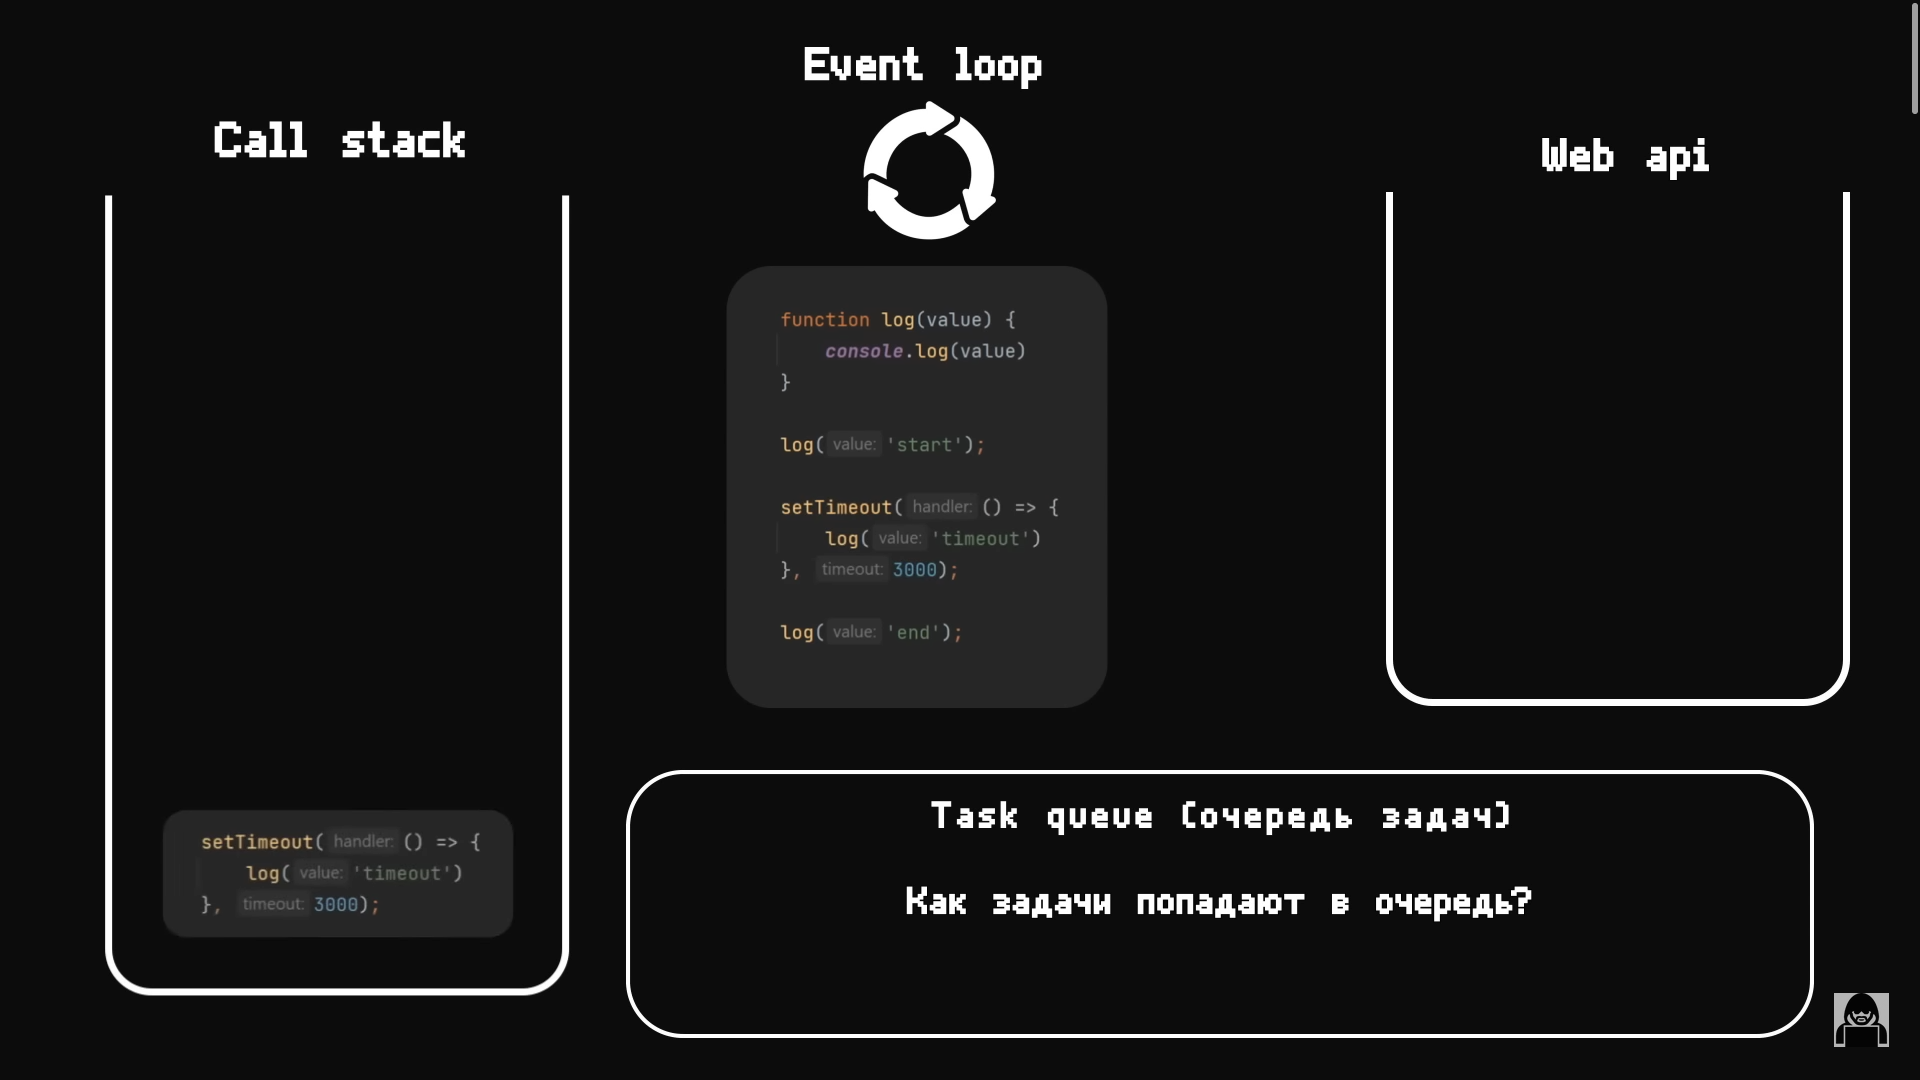 Event loop
Call stack
Web api
function log(value) {
console.log(value)
}
log( value: 'start');
setTimeout( handler: () => {
log( value: 'timeout')
}, timeout: 3000);
log( value: 'end');
setTimeout( handler: () => {
log( value: 'timeout')
}, timeout: 3000);
Task queue (очередь задач)
Как задачи попадают в очередь?